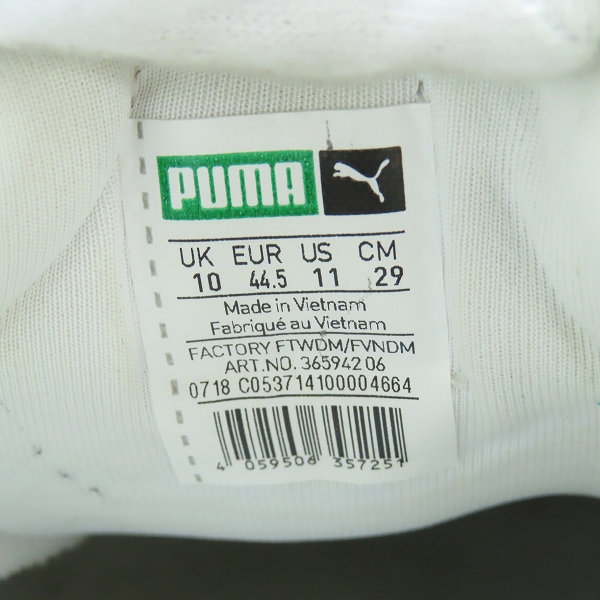 PUMA
UK EUR US CM
10 44.5 11 29
Made in Vietnam
Fabriqué au Vietnam
FACTORY FTWDM/FVNDM
ART.NO. 365942 06
0718 C053714100004664
4 059506 357251